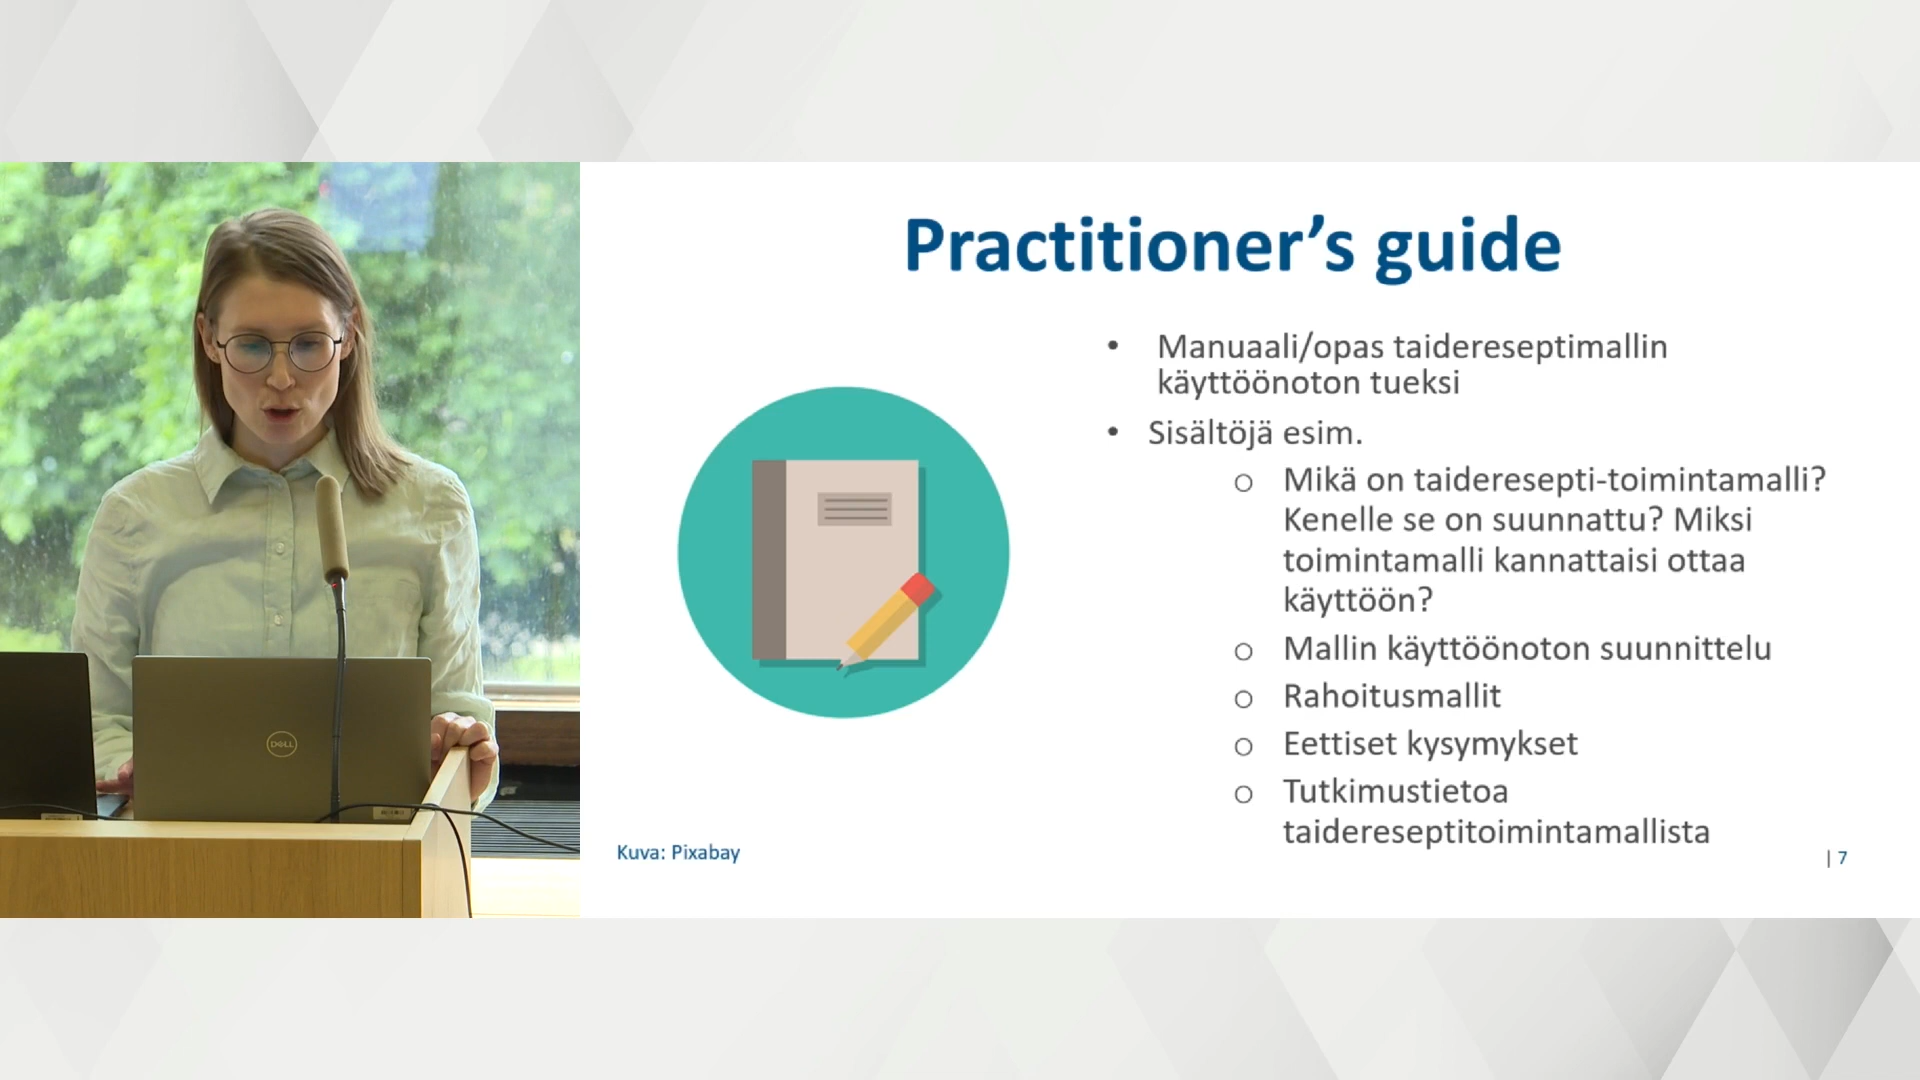 Practitioner’s guide
• Manuaali/opas taidereseptimallin
käyttöönoton tueksi
• Sisältöjä esim.
o Mikä on taideresepti-toimintamalli?
Kenelle se on suunnattu? Miksi
toimintamalli kannattaisi ottaa
käyttöön?
o Mallin käyttöönoton suunnittelu
o Rahoitusmallit
o Eettiset kysymykset
o Tutkimustietoa
taidereseptitoimintamallista
Kuva: Pixabay
| 7
DELL